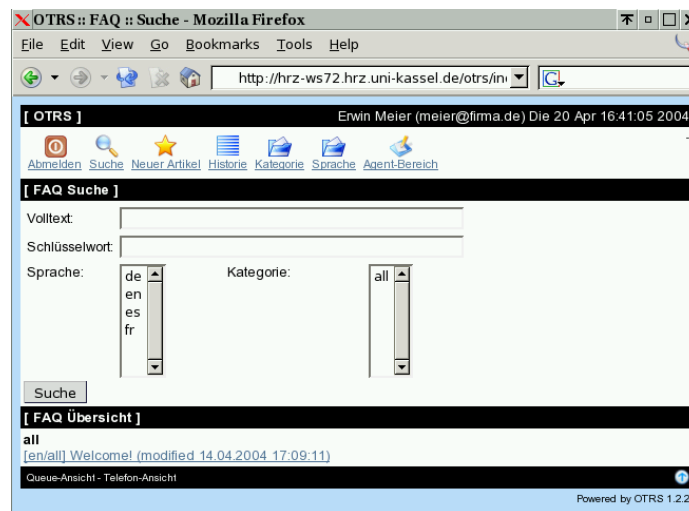 OTRS :: FAQ :: Suche - Mozilla Firefox
File Edit View Go Bookmarks Tools Help
http://hrz-ws72.hrz.uni-kassel.de/otrs/in
[ OTRS ] Erwin Meier (meier@firma.de) Die 20 Apr 16:41:05 2004
Abmelden Suche Neuer Artikel Historie Kategorie Sprache Agent-Bereich
[ FAQ Suche ]
Volltext:
Schlüsselwort:
Sprache: Kategorie:
de all
en
es
fr
Suche
[ FAQ Übersicht ]
all
[en/all] Welcome! (modified 14.04.2004 17:09:11)
Queue-Ansicht - Telefon-Ansicht
Powered by OTRS 1.2.2